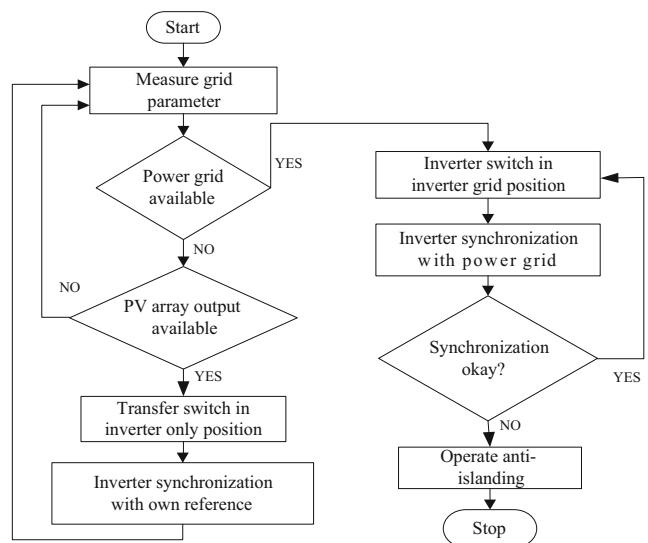 Start
Measure grid
parameter
Power grid
available
YES
NO
PV array output
available
NO
YES
Transfer switch in
inverter only position
Inverter synchronization
with own reference
Inverter switch in
inverter grid position
Inverter synchronization
with power grid
Synchronization
okay?
YES
NO
Operate anti-
islanding
Stop